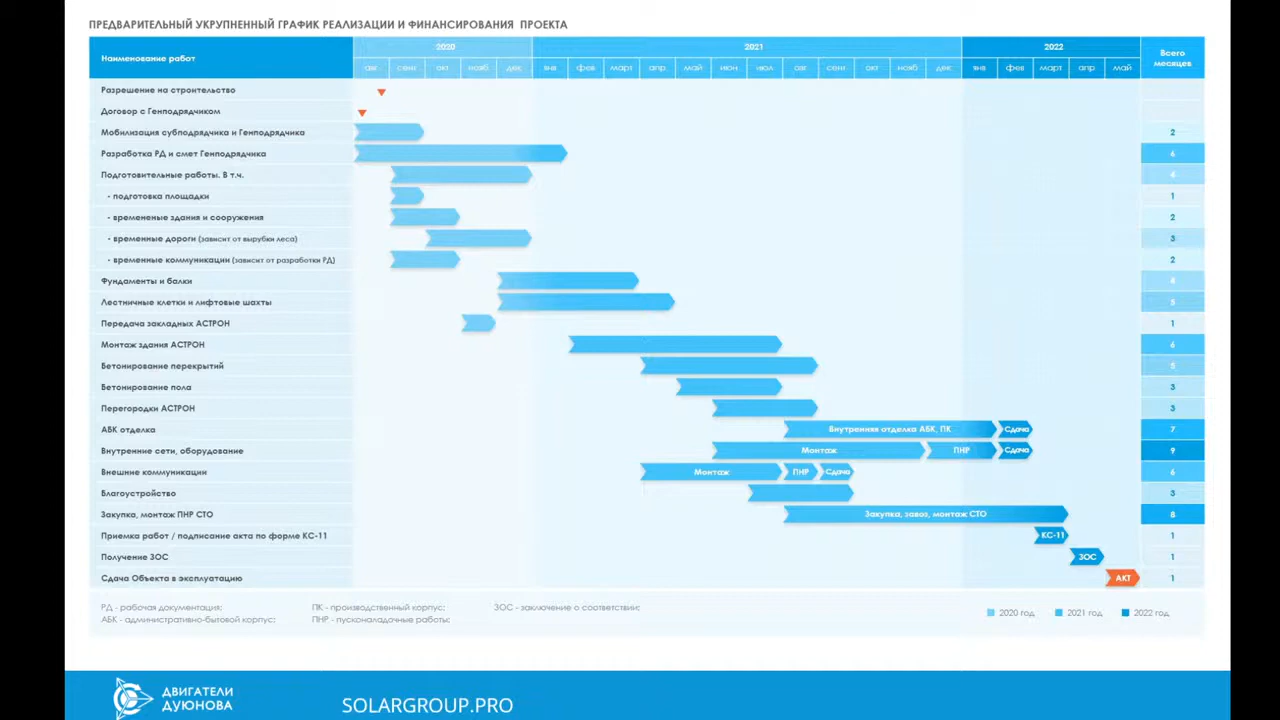 ПРЕДВАРИТЕЛЬНЫЙ УКРУПНЕННЫЙ ГРАФИК РЕАЛИЗАЦИИ И ФИНАНСИРОВАНИЯ ПРОЕКТА
Наименование работ 2020 2021 2022 Всего месяцев
авг сент окт нояб дек янв фев март апр май июн июл авг сент окт нояб дек янв фев март апр май
Разрешение на строительство
Договор с Генподрядчиком
Мобилизация субподрядчика и Генподрядчика 2
Разработка РД и смет Генподрядчика 6
Подготовительные работы. В т.ч. 4
- подготовка площадки 1
- времененые здания и сооружения 2
- временные дороги (зависит от вырубки леса) 3
- временные коммуникации (зависит от разработки РД) 2
Фундаменты и балки 4
Лестничные клетки и лифтовые шахты 5
Передача закладных АСТРОН 1
Монтаж здания АСТРОН 6
Бетонирование перекрытий 5
Бетонирование пола 3
Перегородки АСТРОН 3
АБК отделка Внутренняя отделка АБК, ПК Сдача 7
Внутренние сети, оборудование Монтаж ПНР Сдача 9
Внешние коммуникации Монтаж ПНР Сдача 6
Благоустройство 3
Закупка, монтаж ПНР СТО Закупка, завоз, монтаж СТО 8
Приемка работ / подписание акта по форме КС-11 КС-11 1
Получение ЗОС ЗОС 1
Сдача Объекта в эксплуатацию АКТ 1
РД - рабочая документация; ПК - производственный корпус; ЗОС - заключение о соответствии;
АБК - административно-бытовой корпус; ПНР - пусконаладочные работы;
2020 год 2021 год 2022 год
ДВИГАТЕЛИ
ДУЮНОВА
SOLARGROUP.PRO